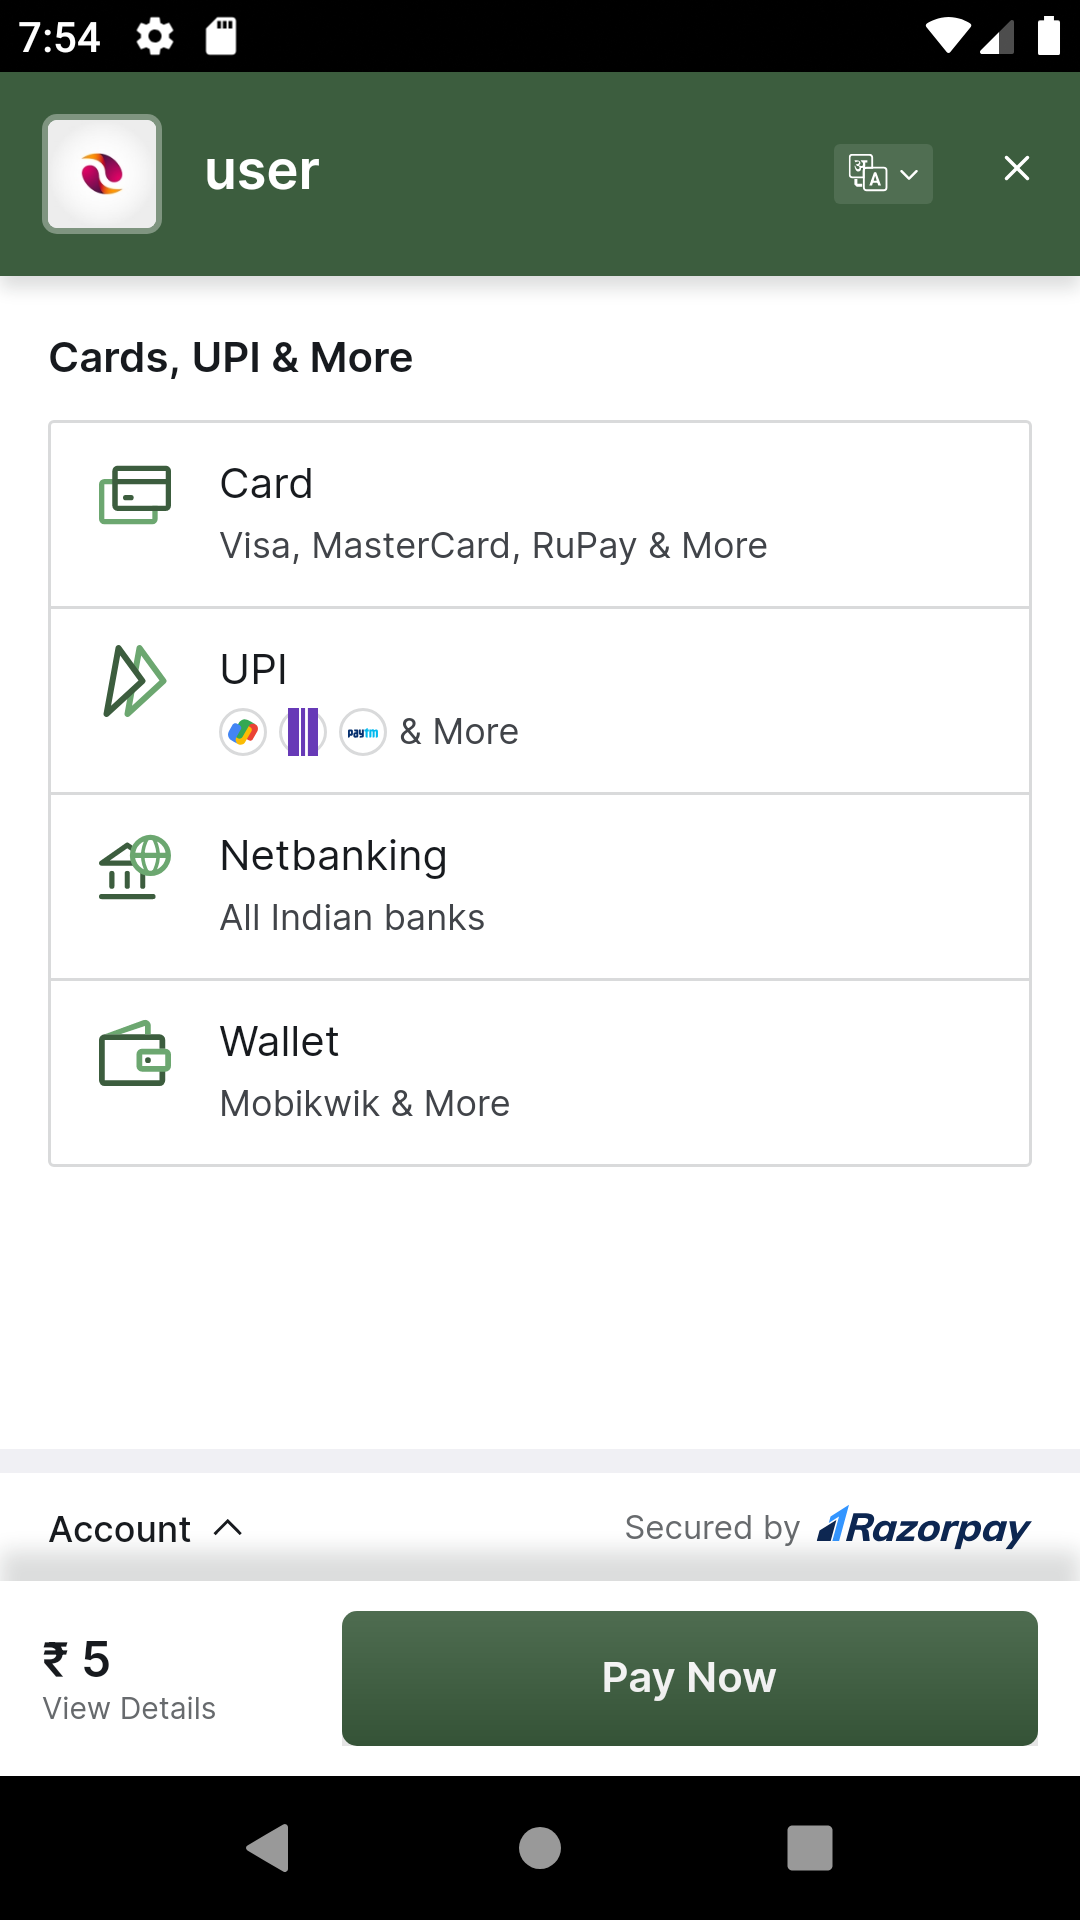 7:54
user
Cards, UPI & More
Card
Visa, MasterCard, RuPay & More
UPI
paytm & More
Netbanking
All Indian banks
Wallet
Mobikwik & More
Account
Secured by Razorpay
₹ 5
View Details
Pay Now